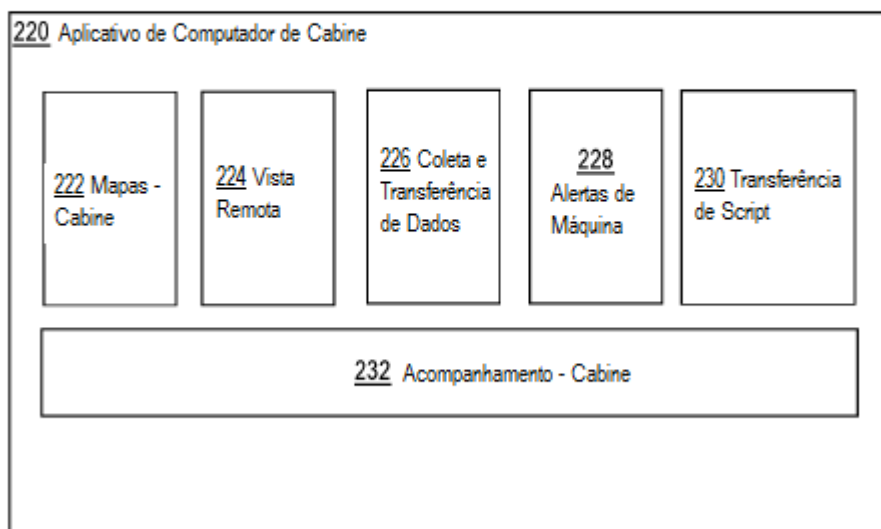 220 Aplicativo de Computador de Cabine
222 Mapas -
Cabine
224 Vista
Remota
226 Coleta e
Transferência
de Dados
228
Alertas de
Máquina
230 Transferência
de Script
232 Acompanhamento - Cabine